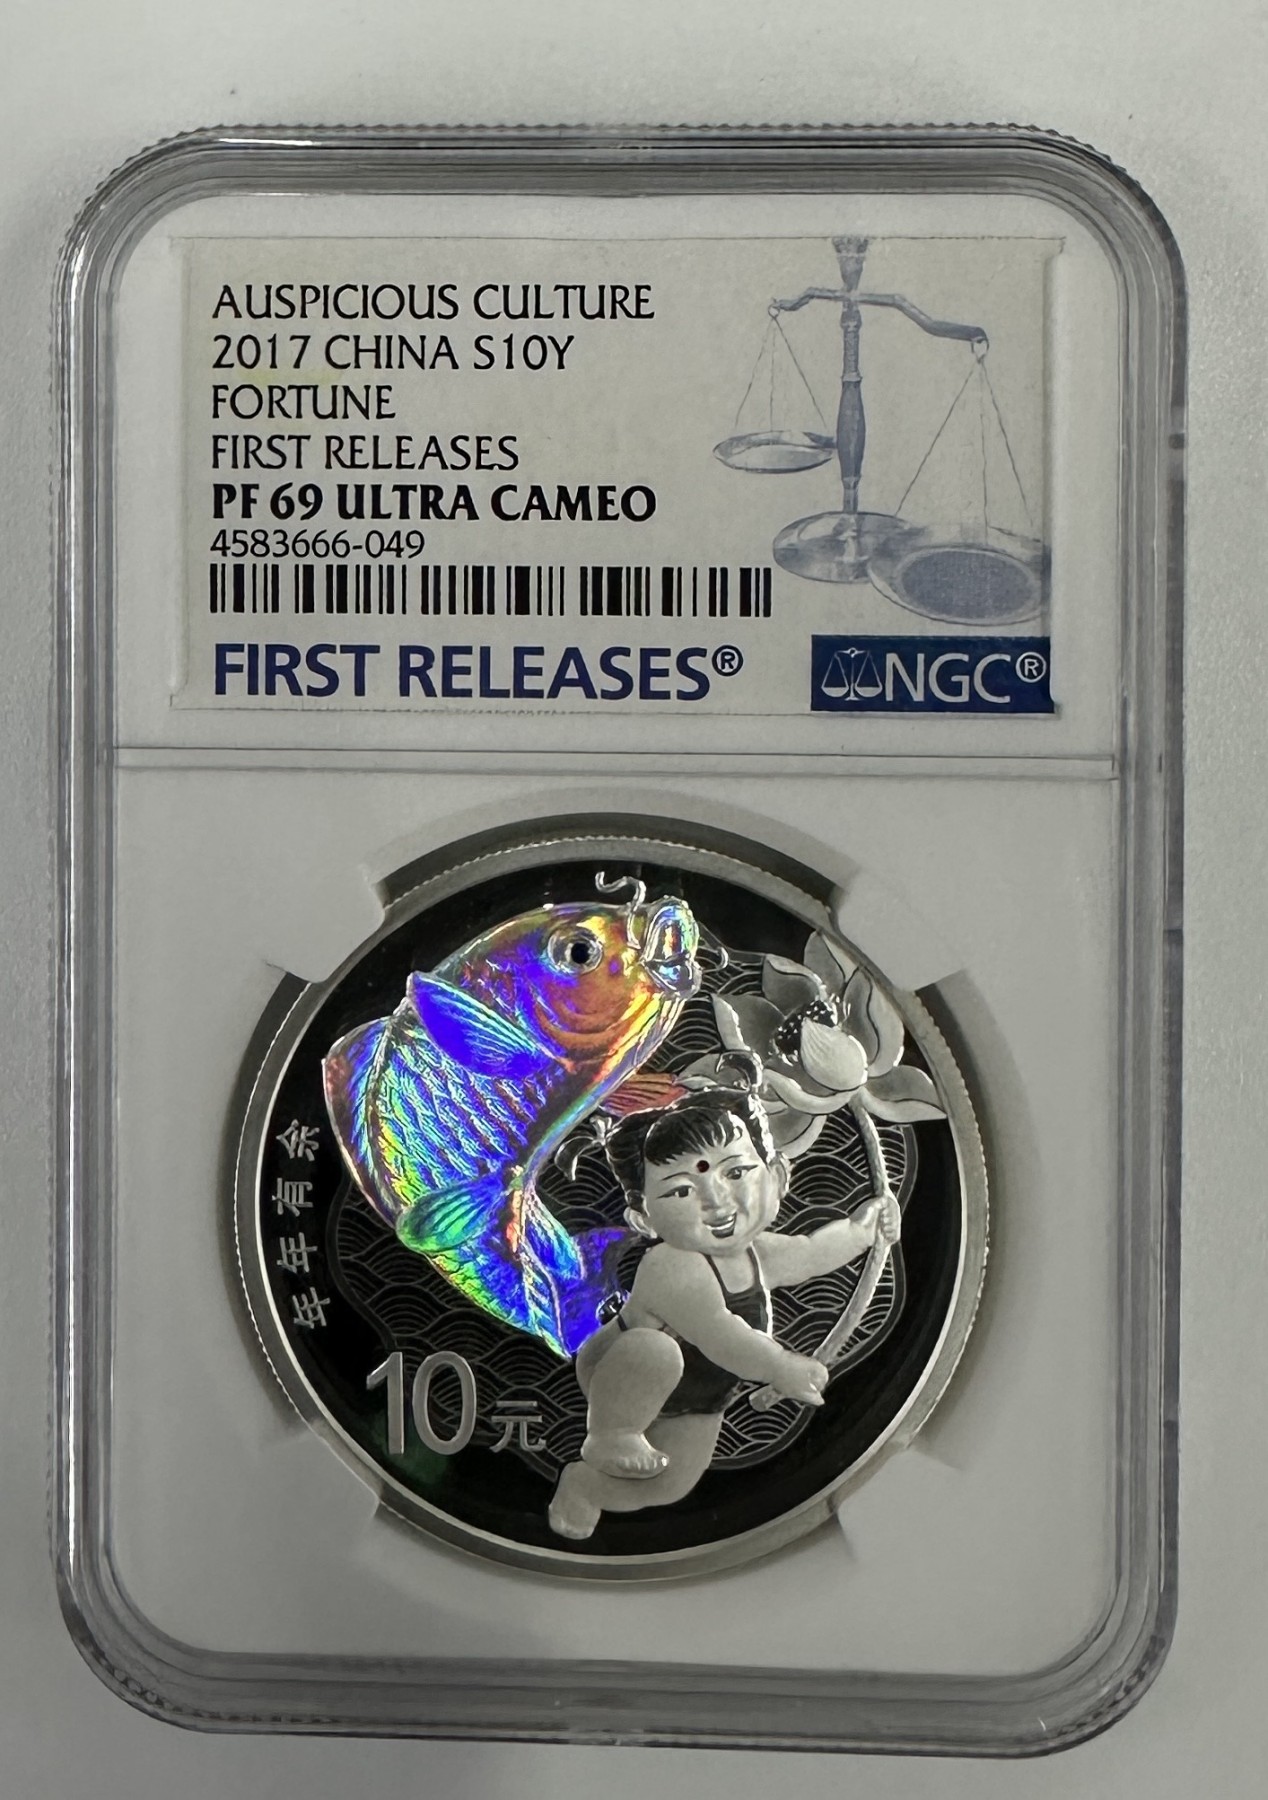 AUSPICIOUS CULTURE
2017 CHINA S10Y
FORTUNE
FIRST RELEASES
PF 69 ULTRA CAMEO
4583666-049
FIRST RELEASES®
NGC®
年年有余
10元